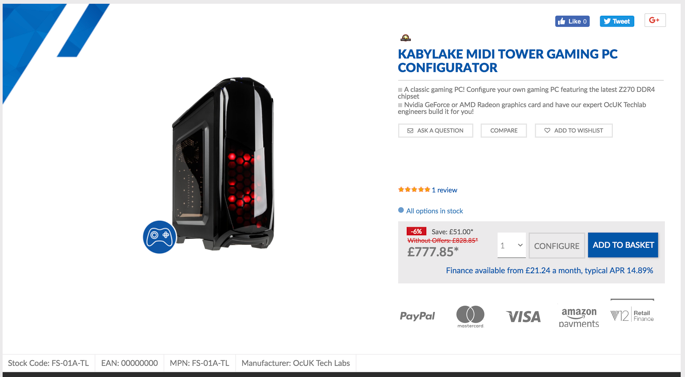 Like 0
Tweet
G+
KABYLAKE MIDI TOWER GAMING PC
CONFIGURATOR
A classic gaming PC! Configure your own gaming PC featuring the latest Z270 DDR4
chipset
Nvidia GeForce or AMD Radeon graphics card and have our expert OcUK Techlab
engineers build it for you!
ASK A QUESTION
COMPARE
ADD TO WISHLIST
1 review
All options in stock
-6% Save: £51.00*
Without Offers: £828.85*
£777.85*
1
CONFIGURE
ADD TO BASKET
Finance available from £21.24 a month, typical APR 14.89%
PayPal
mastercard
VISA
amazon
payments
V12 Retail
Finance
Stock Code: FS-01A-TL
EAN: 00000000
MPN: FS-01A-TL
Manufacturer: OcUK Tech Labs